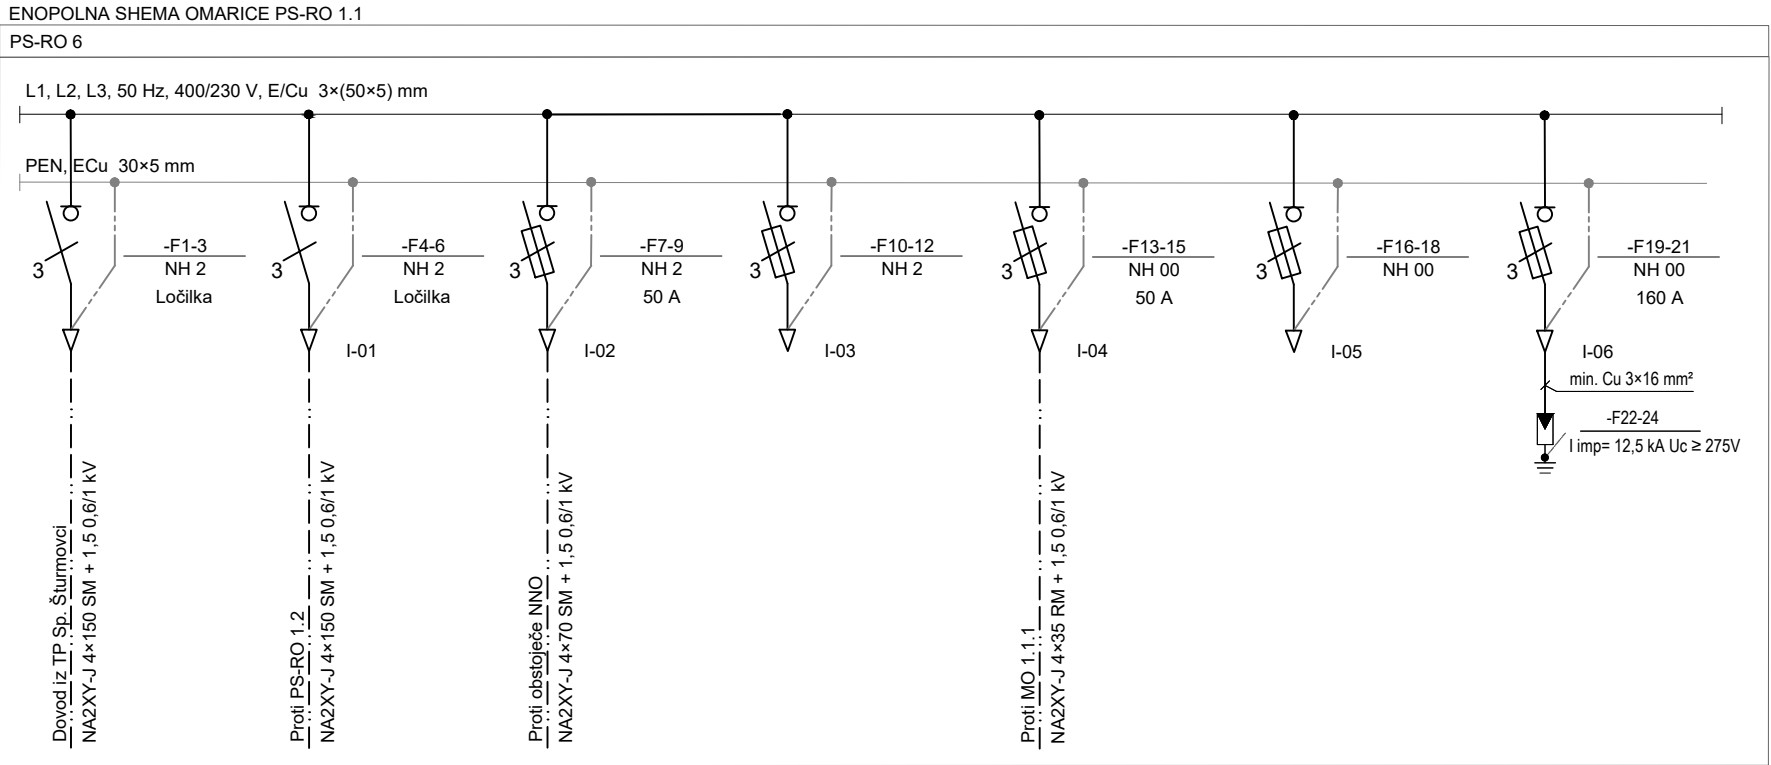 ENOPOLNA SHEMA OMARICE PS-RO 1.1
PS-RO 6
L1, L2, L3, 50 Hz, 400/230 V, E/Cu 3×(50×5) mm
PEN, ECu 30×5 mm
3
-F1-3
NH 2
Ločilka
Dovod iz TP Sp. Šturmovci
NA2XY-J 4×150 SM + 1,5 0,6/1 kV
3
-F4-6
NH 2
Ločilka
I-01
Proti PS-RO 1.2
NA2XY-J 4×150 SM + 1,5 0,6/1 kV
3
-F7-9
NH 2
50 A
I-02
Proti obstoječe NNO
NA2XY-J 4×70 SM + 1,5 0,6/1 kV
3
-F10-12
NH 2
I-03
3
-F13-15
NH 00
50 A
I-04
Proti MO 1.1.1
NA2XY-J 4×35 RM + 1,5 0,6/1 kV
3
-F16-18
NH 00
I-05
3
-F19-21
NH 00
160 A
I-06
min. Cu 3×16 mm²
-F22-24
I imp= 12,5 kA Uc ≥ 275V